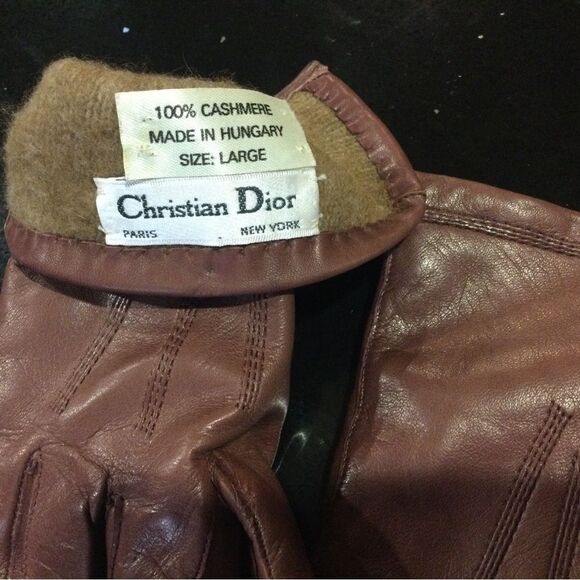 100% CASHMERE
MADE IN HUNGARY
SIZE: LARGE
Christian Dior
PARIS NEW YORK